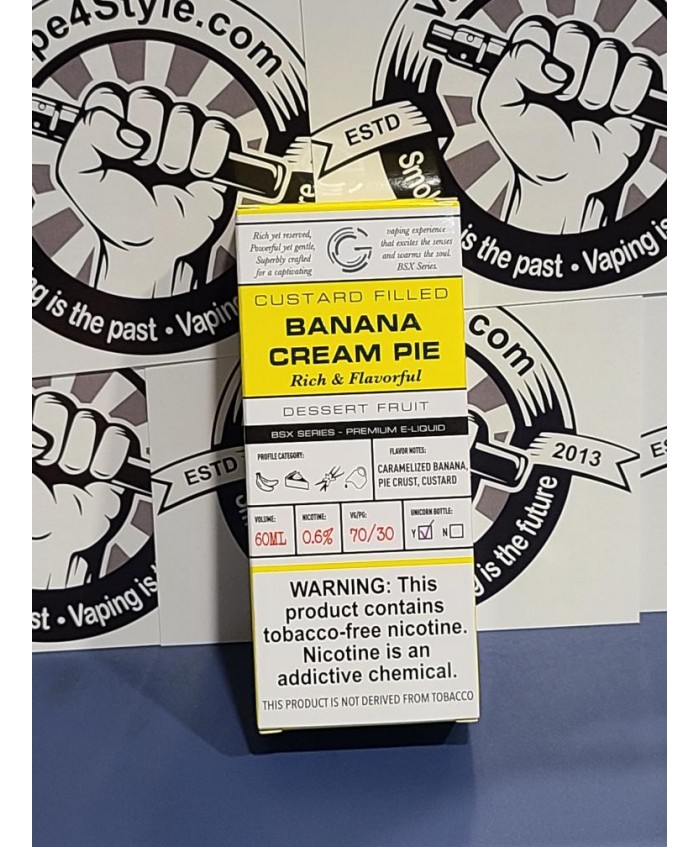 pe4Style.com
ESTD
Smo
is the past • Vaping is
g is the past • Vapin
Rich yet reserved,
Powerful yet gentle,
Superbly crafted
for a captivating
vaping experience
that excites the senses
and warms the soul.
BSX Series.
CUSTARD FILLED
BANANA
CREAM PIE
Rich & Flavorful
DESSERT FRUIT
BSX SERIES - PREMIUM E-LIQUID
PROFILE CATEGORY:
FLAVOR NOTES:
CARAMELIZED BANANA,
PIE CRUST, CUSTARD
VOLUME:
60ML
NICOTINE:
0.6%
VG/PG:
70/30
UNICORN BOTTLE:
Y N
WARNING: This
product contains
tobacco-free nicotine.
Nicotine is an
addictive chemical.
THIS PRODUCT IS NOT DERIVED FROM TOBACCO
com
ESTD
2013
is the future
st • Vaping is